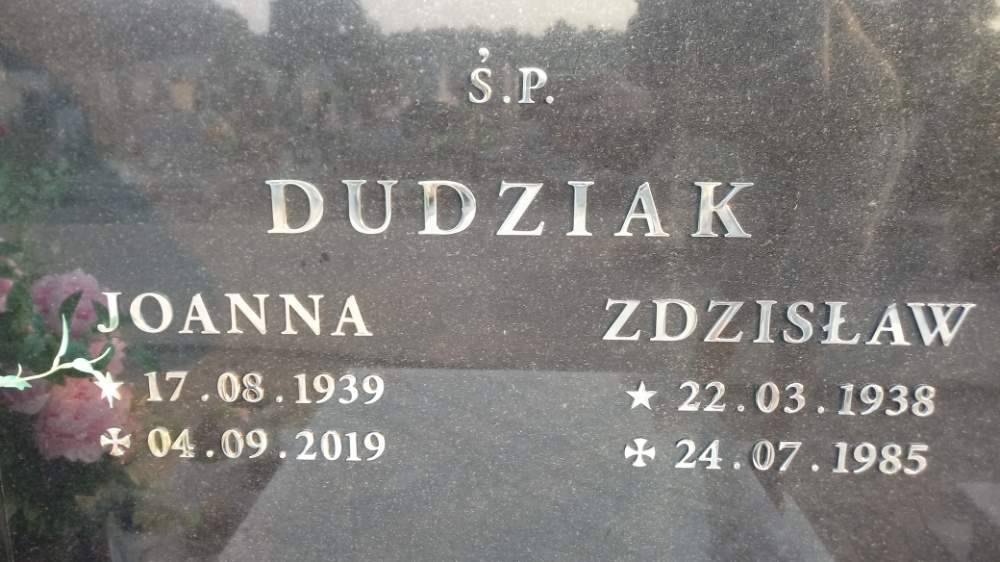 Ś.P.
DUDZIAK
JOANNA
★ 17.08.1939
✠ 04.09.2019
ZDZISŁAW
★ 22.03.1938
✠ 24.07.1985